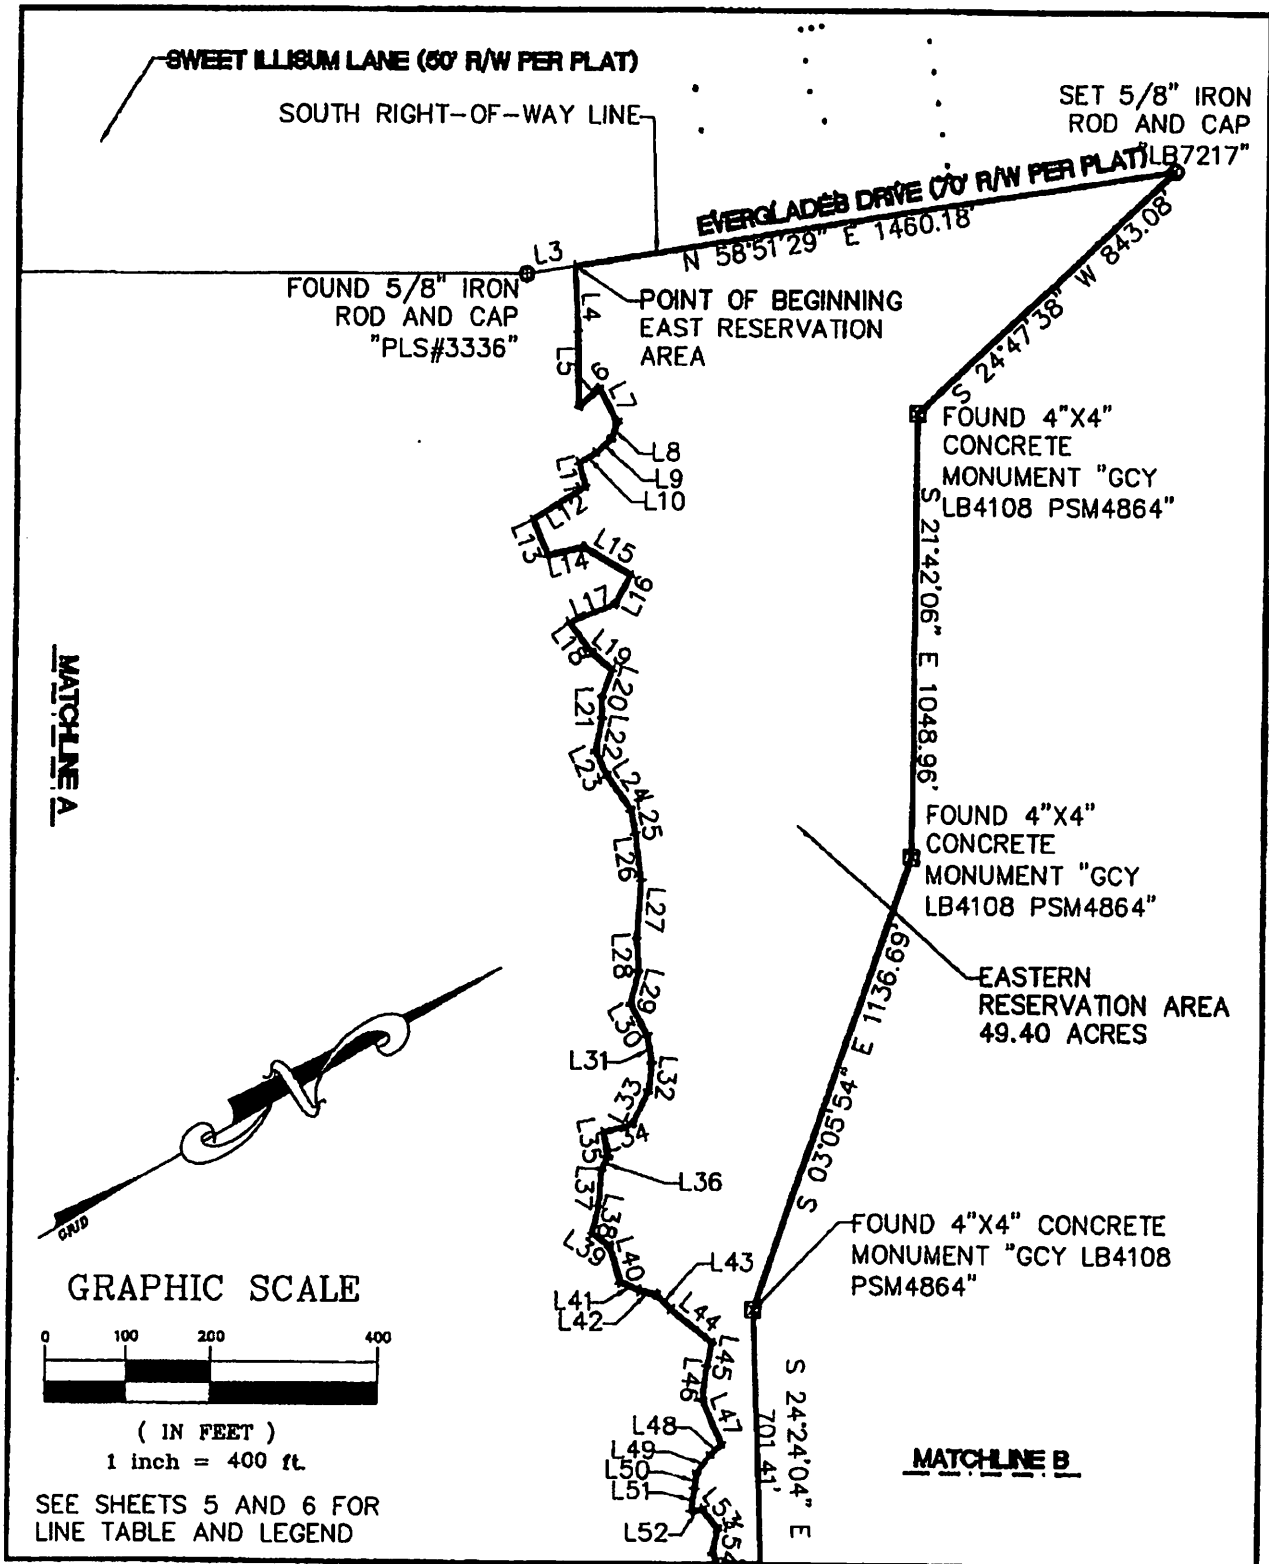 SWEET ILLISUM LANE (50' R/W PER PLAT)
SOUTH RIGHT-OF-WAY LINE
SET 5/8" IRON
ROD AND CAP
"LB7217"
EVERGLADES DRIVE (70' R/W PER PLAT)
N 58°51'29" E 1460.18'
L3
FOUND 5/8" IRON
ROD AND CAP
"PLS#3336"
POINT OF BEGINNING
EAST RESERVATION
AREA
S 24°47'38" W 843.08'
L4
L5
6
L7
L8
L9
L10
L11
L12
L13
L14
L15
L16
L17
L18
L19
L20
L21
L22
L23
L24
L25
L26
L27
L28
L29
L30
L31
L32
L33
L34
L35
L36
L37
L38
L39
L40
L41
L42
L43
L44
L45
L46
L47
L48
L49
L50
L51
L52
L53
L54
FOUND 4"X4"
CONCRETE
MONUMENT "GCY
LB4108 PSM4864"
S 21°42'06" E 1048.96'
FOUND 4"X4"
CONCRETE
MONUMENT "GCY
LB4108 PSM4864"
MATCHLINE A
EASTERN
RESERVATION AREA
49.40 ACRES
S 03°05'54" E 1136.69'
FOUND 4"X4" CONCRETE
MONUMENT "GCY LB4108
PSM4864"
S 24°24'04" E
701.41'
MATCHLINE B
GRID
GRAPHIC SCALE
0 100 200 400
( IN FEET )
1 inch = 400 ft.
SEE SHEETS 5 AND 6 FOR
LINE TABLE AND LEGEND